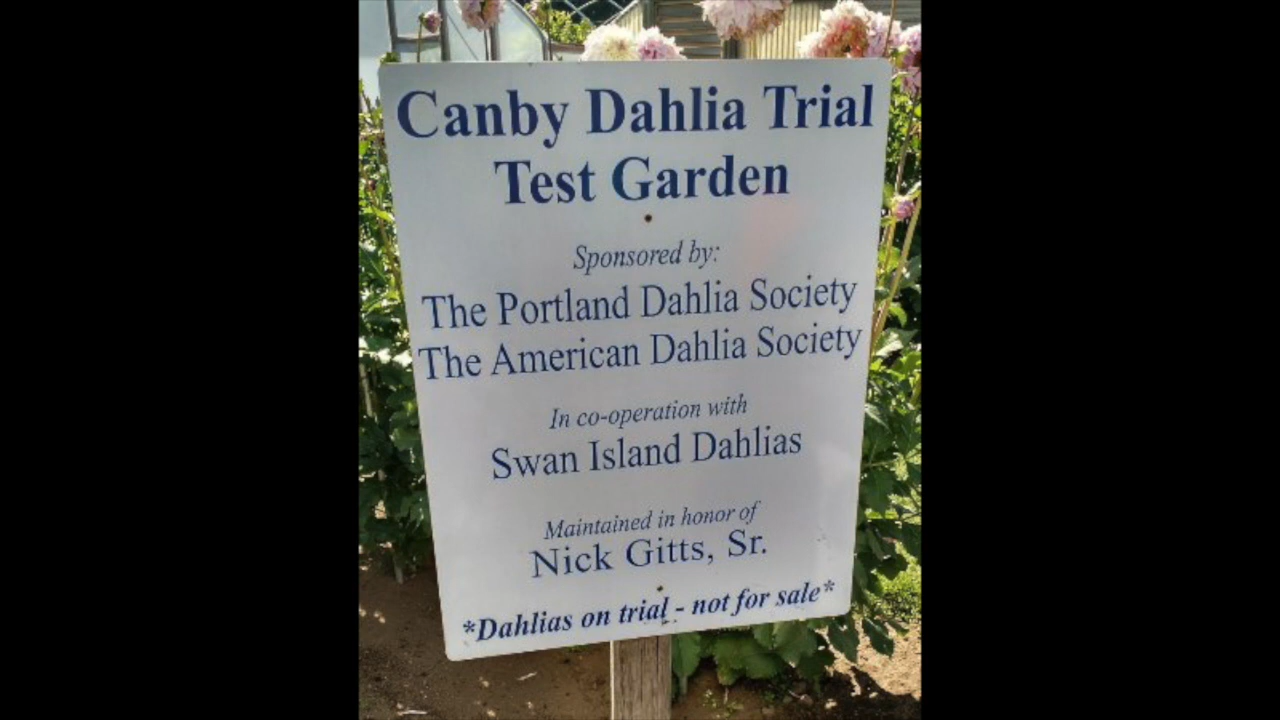 Canby Dahlia Trial
Test Garden
Sponsored by:
The Portland Dahlia Society
The American Dahlia Society
In co-operation with
Swan Island Dahlias
Maintained in honor of
Nick Gitts, Sr.
*Dahlias on trial - not for sale*